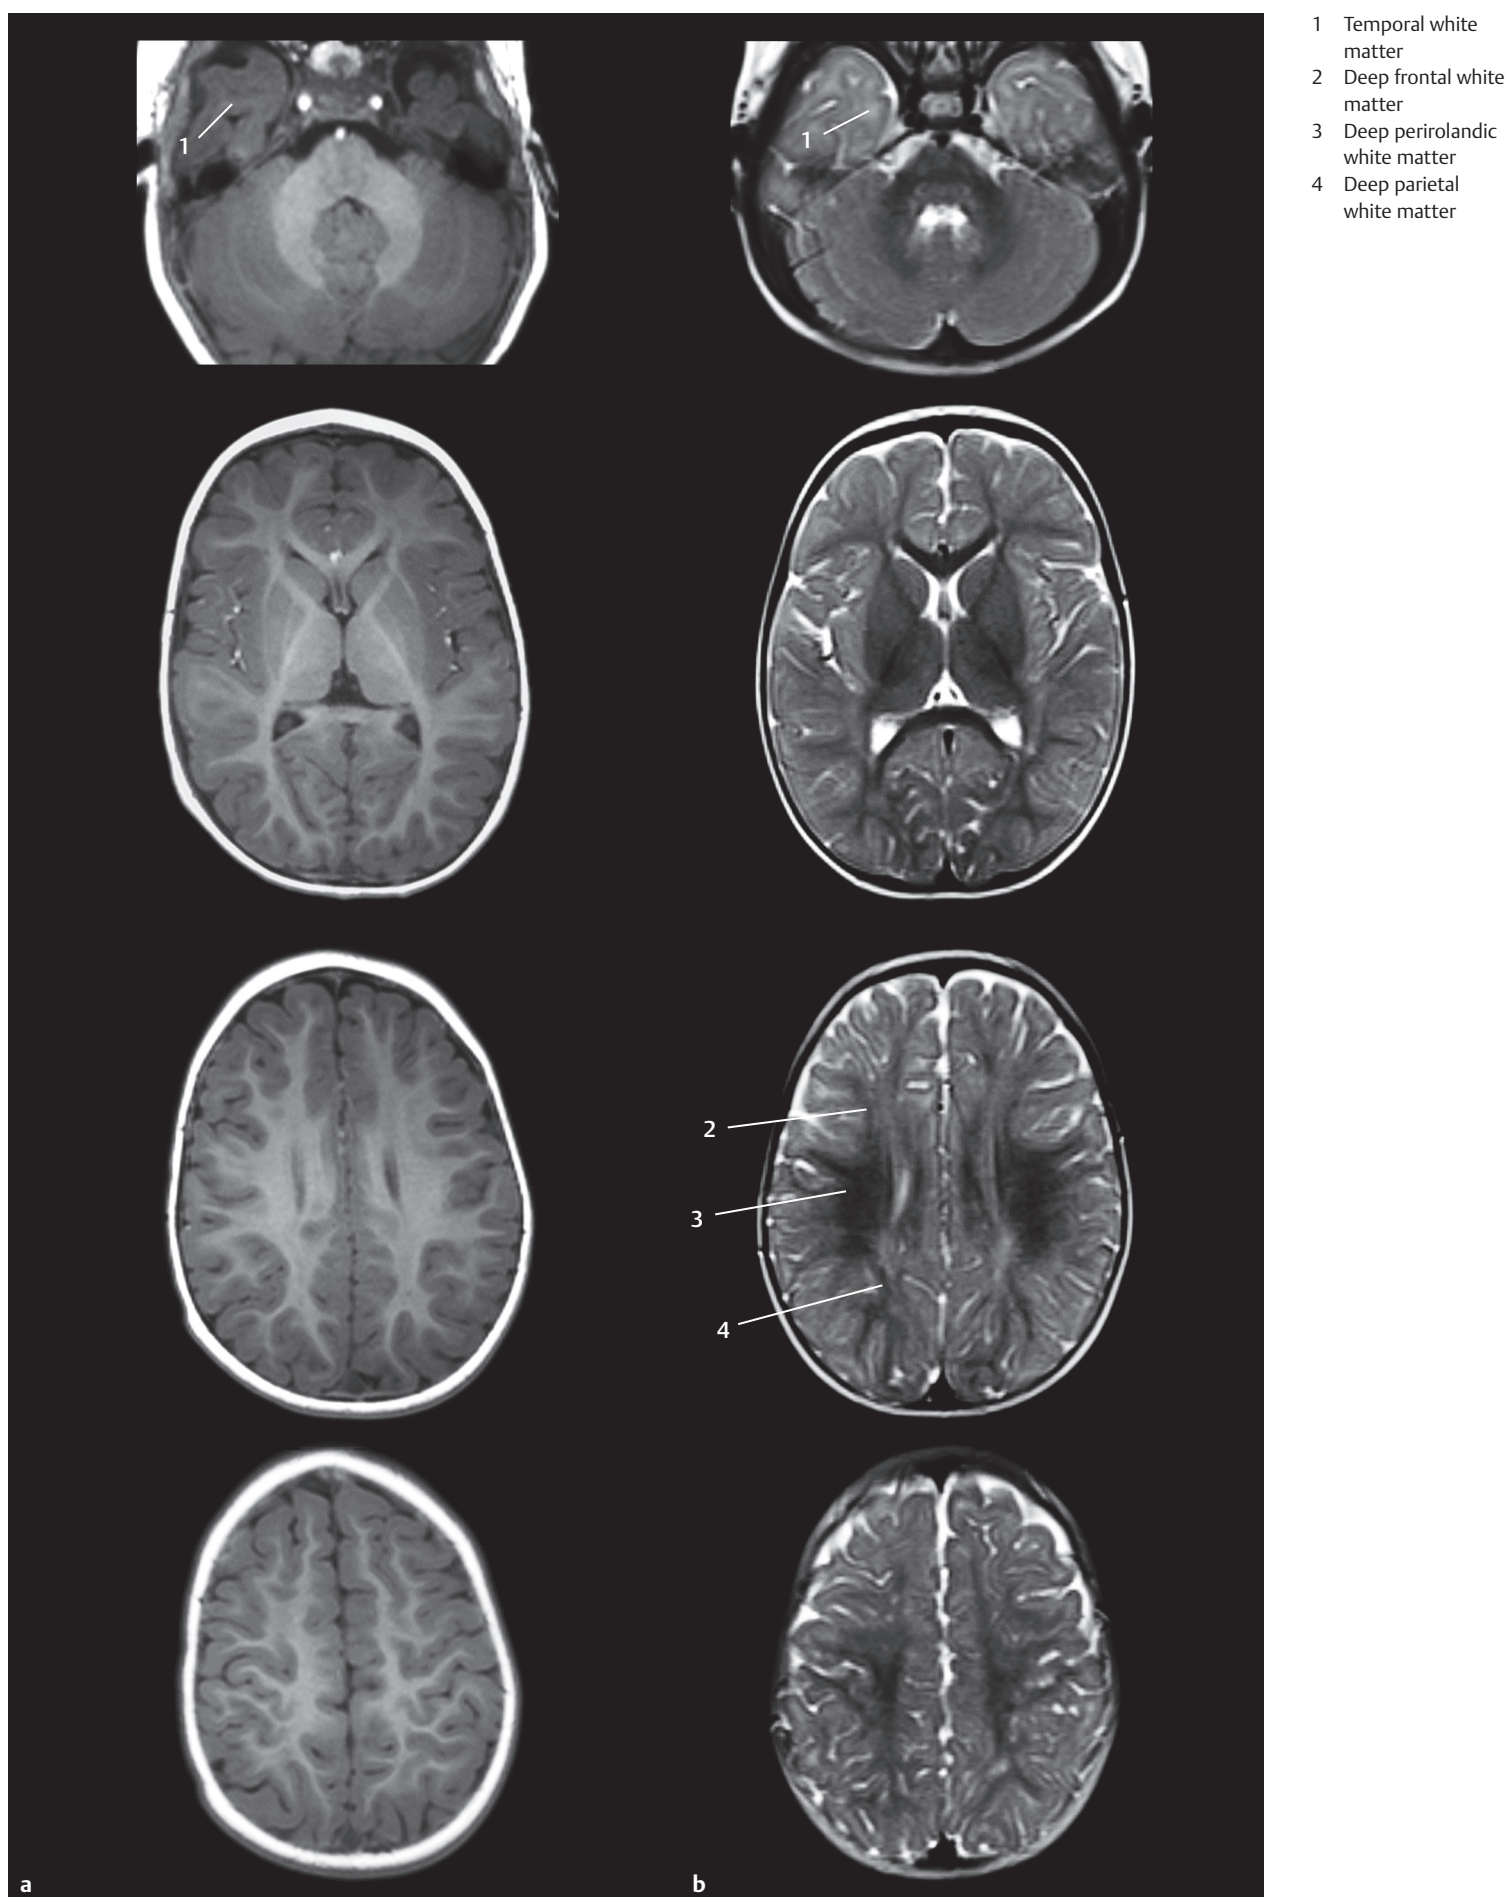 1 Temporal white
matter
2 Deep frontal white
matter
3 Deep perirolandic
white matter
4 Deep parietal
white matter
1
1
2
3
4
a
b